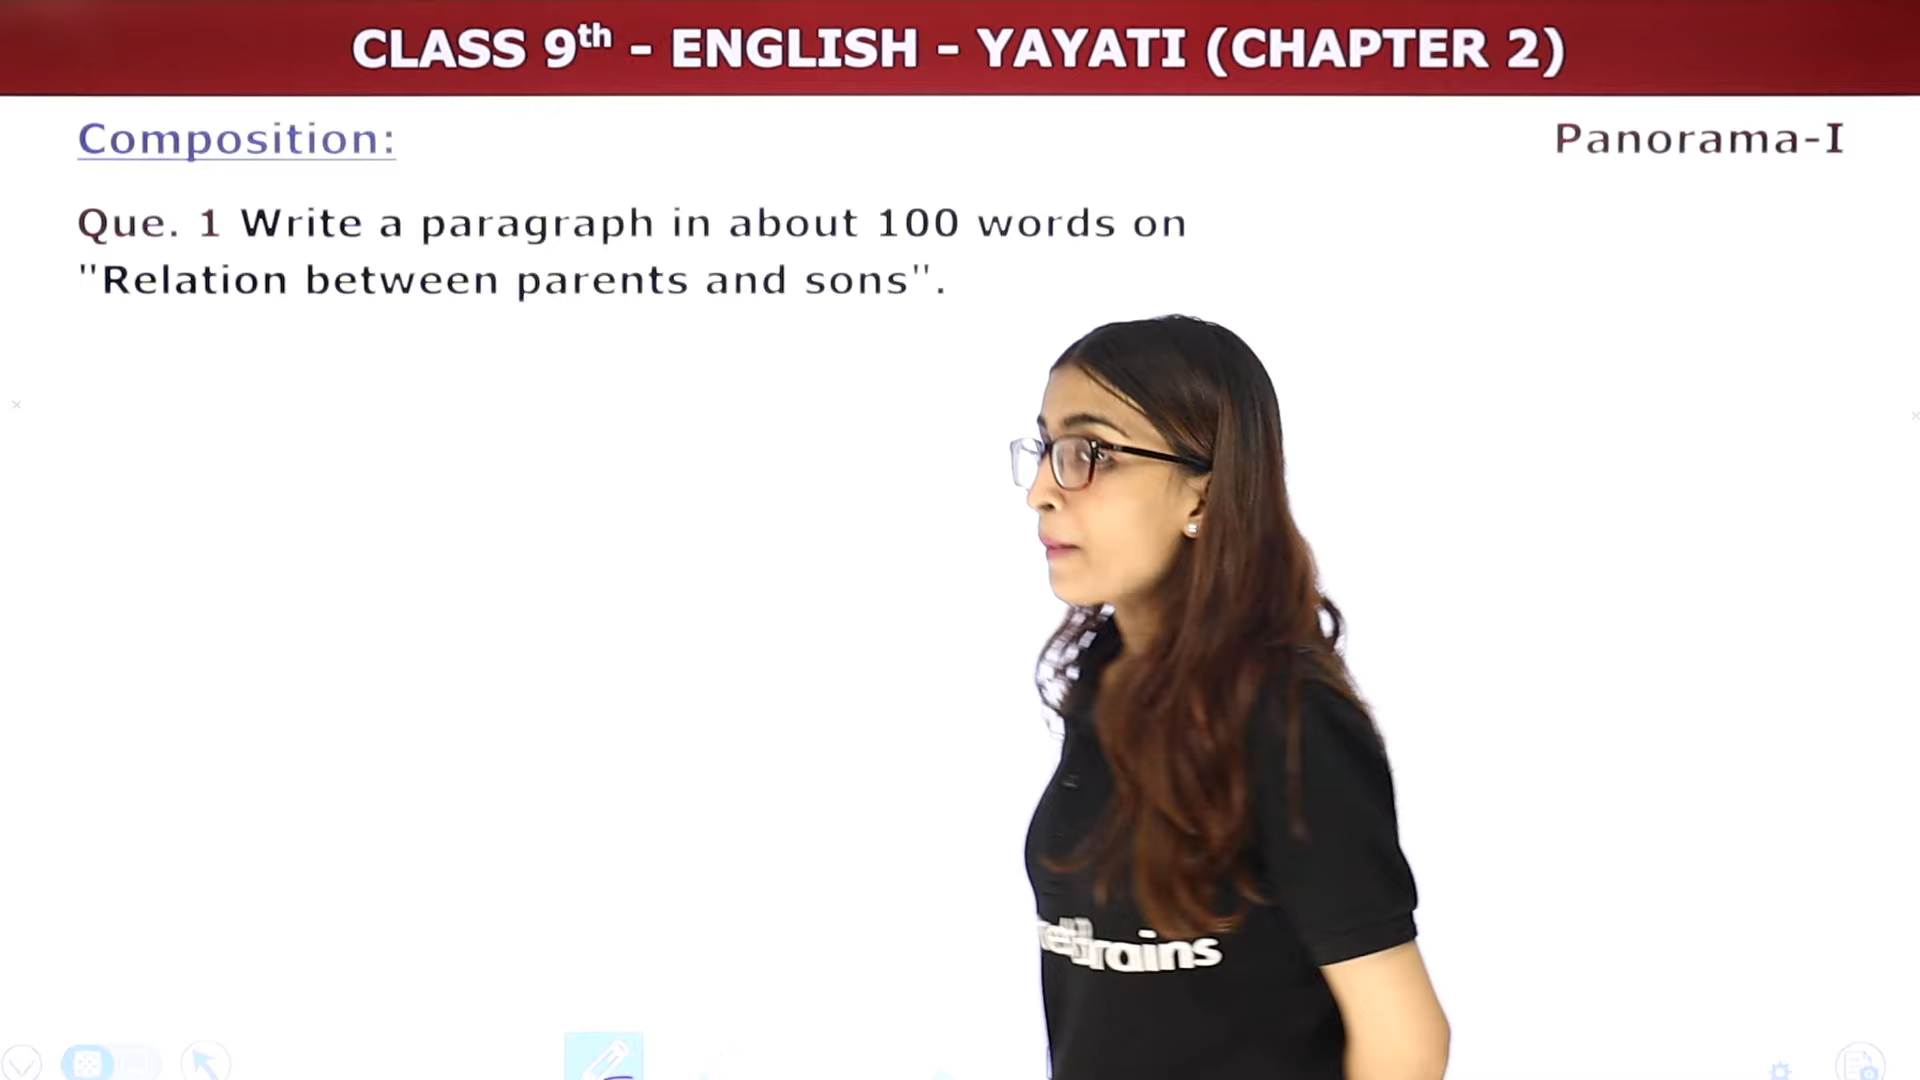 CLASS 9th - ENGLISH - YAYATI (CHAPTER 2)
Composition:
Panorama-I
Que. 1 Write a paragraph in about 100 words on
"Relation between parents and sons".